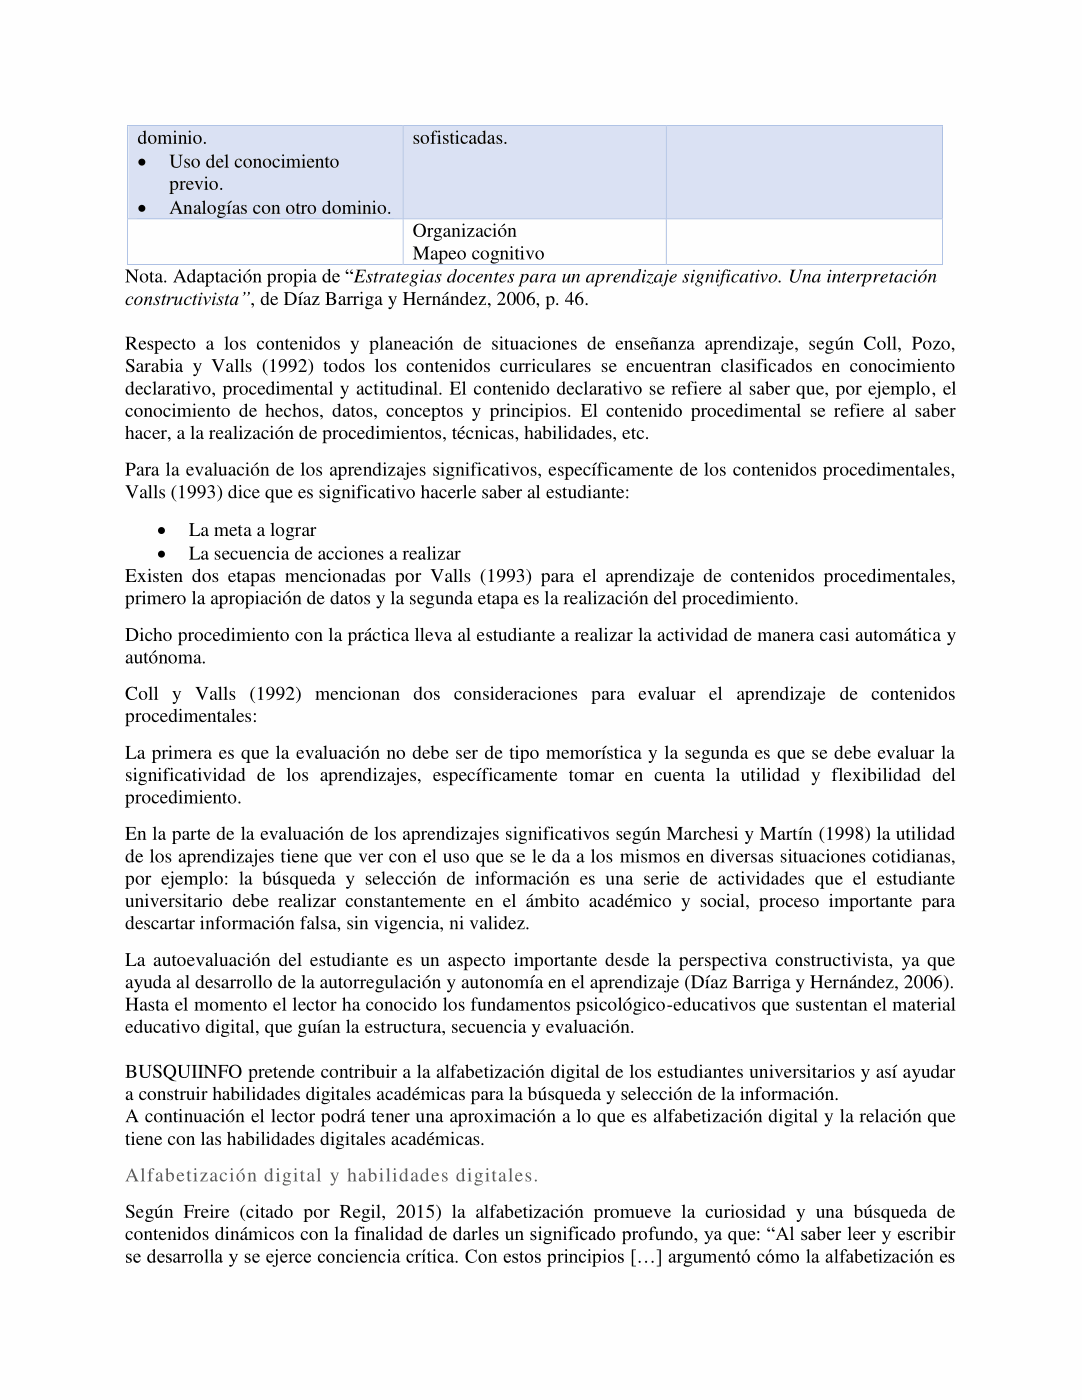 dominio.
• Uso del conocimiento
previo.
• Analogías con otro dominio.
sofisticadas.
Organización
Mapeo cognitivo
Nota. Adaptación propia de “Estrategias docentes para un aprendizaje significativo. Una interpretación
constructivista”, de Díaz Barriga y Hernández, 2006, p. 46.
Respecto a los contenidos y planeación de situaciones de enseñanza aprendizaje, según Coll, Pozo,
Sarabia y Valls (1992) todos los contenidos curriculares se encuentran clasificados en conocimiento
declarativo, procedimental y actitudinal. El contenido declarativo se refiere al saber que, por ejemplo, el
conocimiento de hechos, datos, conceptos y principios. El contenido procedimental se refiere al saber
hacer, a la realización de procedimientos, técnicas, habilidades, etc.
Para la evaluación de los aprendizajes significativos, específicamente de los contenidos procedimentales,
Valls (1993) dice que es significativo hacerle saber al estudiante:
• La meta a lograr
• La secuencia de acciones a realizar
Existen dos etapas mencionadas por Valls (1993) para el aprendizaje de contenidos procedimentales,
primero la apropiación de datos y la segunda etapa es la realización del procedimiento.
Dicho procedimiento con la práctica lleva al estudiante a realizar la actividad de manera casi automática y
autónoma.
Coll y Valls (1992) mencionan dos consideraciones para evaluar el aprendizaje de contenidos
procedimentales:
La primera es que la evaluación no debe ser de tipo memorística y la segunda es que se debe evaluar la
significatividad de los aprendizajes, específicamente tomar en cuenta la utilidad y flexibilidad del
procedimiento.
En la parte de la evaluación de los aprendizajes significativos según Marchesi y Martín (1998) la utilidad
de los aprendizajes tiene que ver con el uso que se le da a los mismos en diversas situaciones cotidianas,
por ejemplo: la búsqueda y selección de información es una serie de actividades que el estudiante
universitario debe realizar constantemente en el ámbito académico y social, proceso importante para
descartar información falsa, sin vigencia, ni validez.
La autoevaluación del estudiante es un aspecto importante desde la perspectiva constructivista, ya que
ayuda al desarrollo de la autorregulación y autonomía en el aprendizaje (Díaz Barriga y Hernández, 2006).
Hasta el momento el lector ha conocido los fundamentos psicológico-educativos que sustentan el material
educativo digital, que guían la estructura, secuencia y evaluación.
BUSQUIINFO pretende contribuir a la alfabetización digital de los estudiantes universitarios y así ayudar
a construir habilidades digitales académicas para la búsqueda y selección de la información.
A continuación el lector podrá tener una aproximación a lo que es alfabetización digital y la relación que
tiene con las habilidades digitales académicas.
Alfabetización digital y habilidades digitales.
Según Freire (citado por Regil, 2015) la alfabetización promueve la curiosidad y una búsqueda de
contenidos dinámicos con la finalidad de darles un significado profundo, ya que: “Al saber leer y escribir
se desarrolla y se ejerce conciencia crítica. Con estos principios […] argumentó cómo la alfabetización es